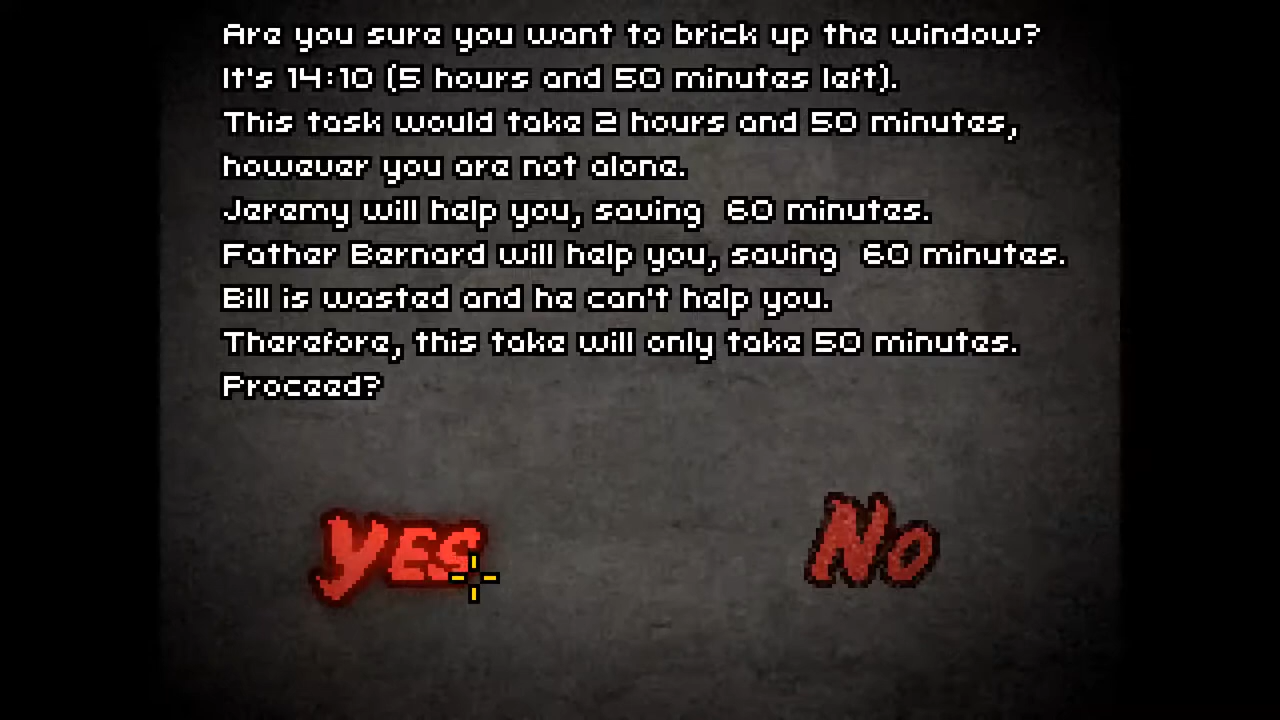 Are you sure you want to brick up the window?
It's 14:10 (5 hours and 50 minutes left).
This task would take 2 hours and 50 minutes,
however you are not alone.
Jeremy will help you, saving  60 minutes.
Father Bernard will help you, saving  60 minutes.
Bill is wasted and he can't help you.
Therefore, this take will only take 50 minutes.
Proceed?
YES No